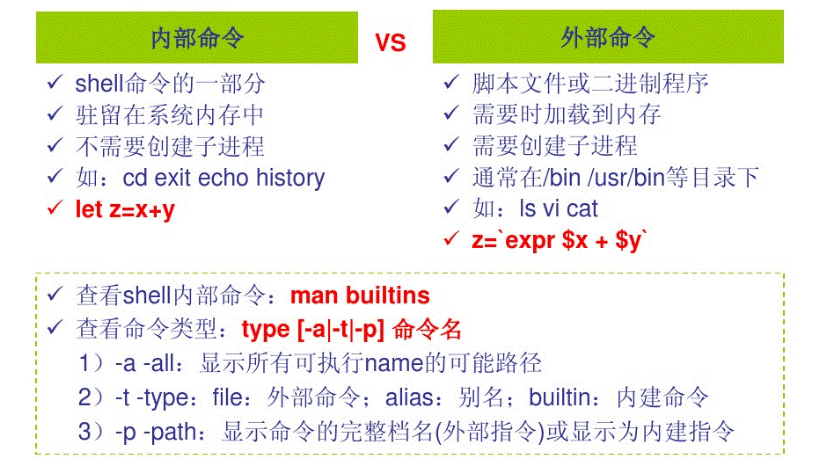 内部命令
VS
外部命令
✓ shell命令的一部分
✓ 驻留在系统内存中
✓ 不需要创建子进程
✓ 如：cd exit echo history
✓ let z=x+y
✓ 脚本文件或二进制程序
✓ 需要时加载到内存
✓ 需要创建子进程
✓ 通常在/bin /usr/bin等目录下
✓ 如：ls vi cat
✓ z=`expr $x + $y`
✓ 查看shell内部命令：man builtins
✓ 查看命令类型：type [-a|-t|-p] 命令名
1）-a -all：显示所有可执行name的可能路径
2）-t -type：file：外部命令；alias：别名；builtin：内建命令
3）-p -path：显示命令的完整档名(外部指令)或显示为内建指令